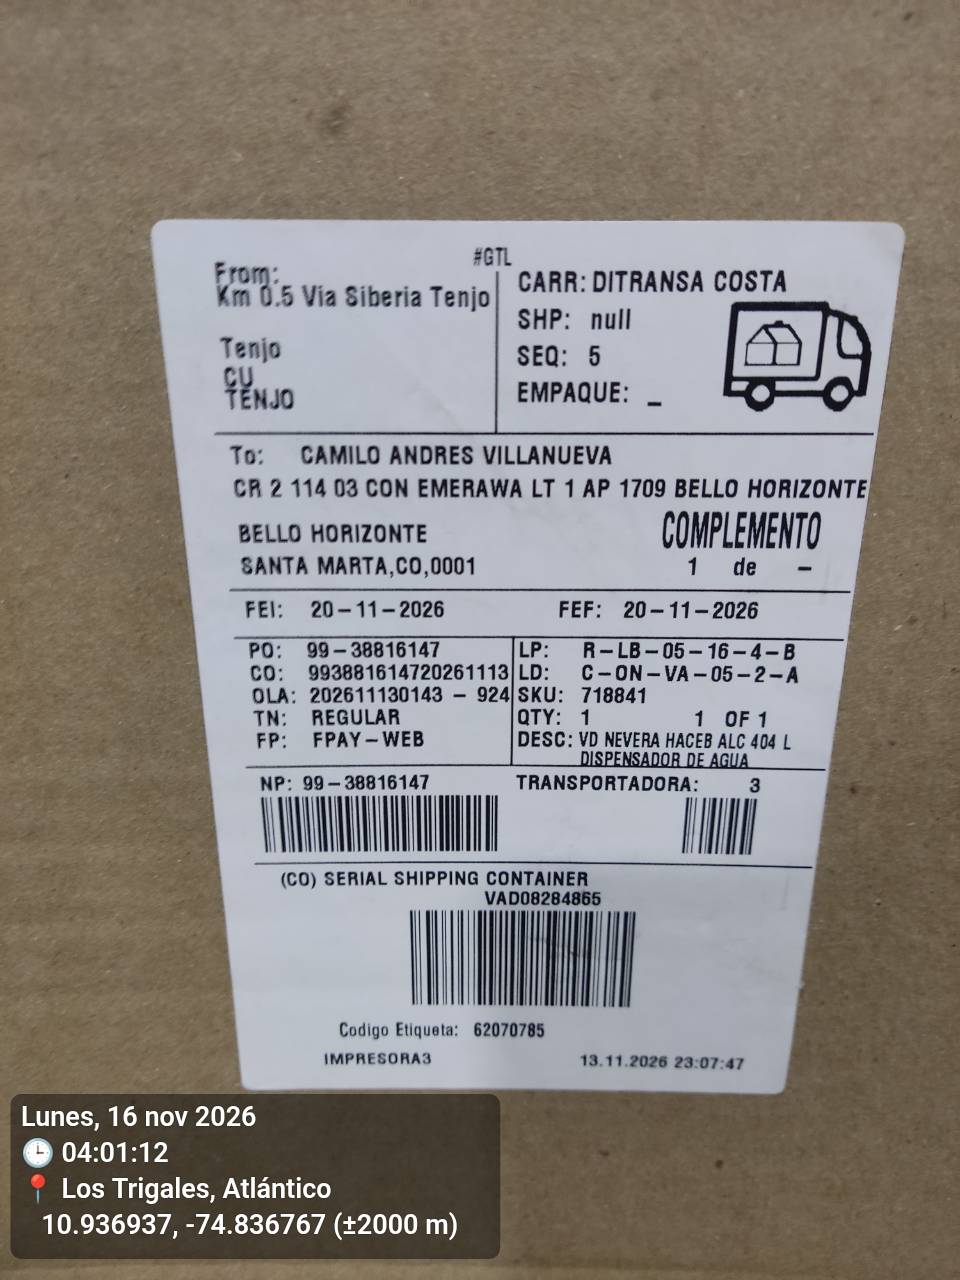 #GTL
From:
Km 0.5 Via Siberia Tenjo
Tenjo
CU
TENJO
CARR: DITRANSA COSTA
SHP: null
SEQ: 5
EMPAQUE: _
To: CAMILO ANDRES VILLANUEVA
CR 2 114 03 CON EMERAWA LT 1 AP 1709 BELLO HORIZONTE
BELLO HORIZONTE
SANTA MARTA,CO,0001
COMPLEMENTO
1 de -
FEI: 20-11-2026 FEF: 20-11-2026
PO: 99-38816147
CO: 993881614720261113
OLA: 202611130143 - 924
TN: REGULAR
FP: FPAY-WEB
LP: R-LB-05-16-4-B
LD: C-ON-VA-05-2-A
SKU: 718841
QTY: 1 1 OF 1
DESC: VD NEVERA HACEB ALC 404 L
DISPENSADOR DE AGUA
NP: 99-38816147
TRANSPORTADORA: 3
(CO) SERIAL SHIPPING CONTAINER
VAD08284865
Codigo Etiqueta: 62070785
IMPRESORA3 13.11.2026 23:07:47
Lunes, 16 nov 2026
04:01:12
Los Trigales, Atlántico
10.936937, -74.836767 (±2000 m)